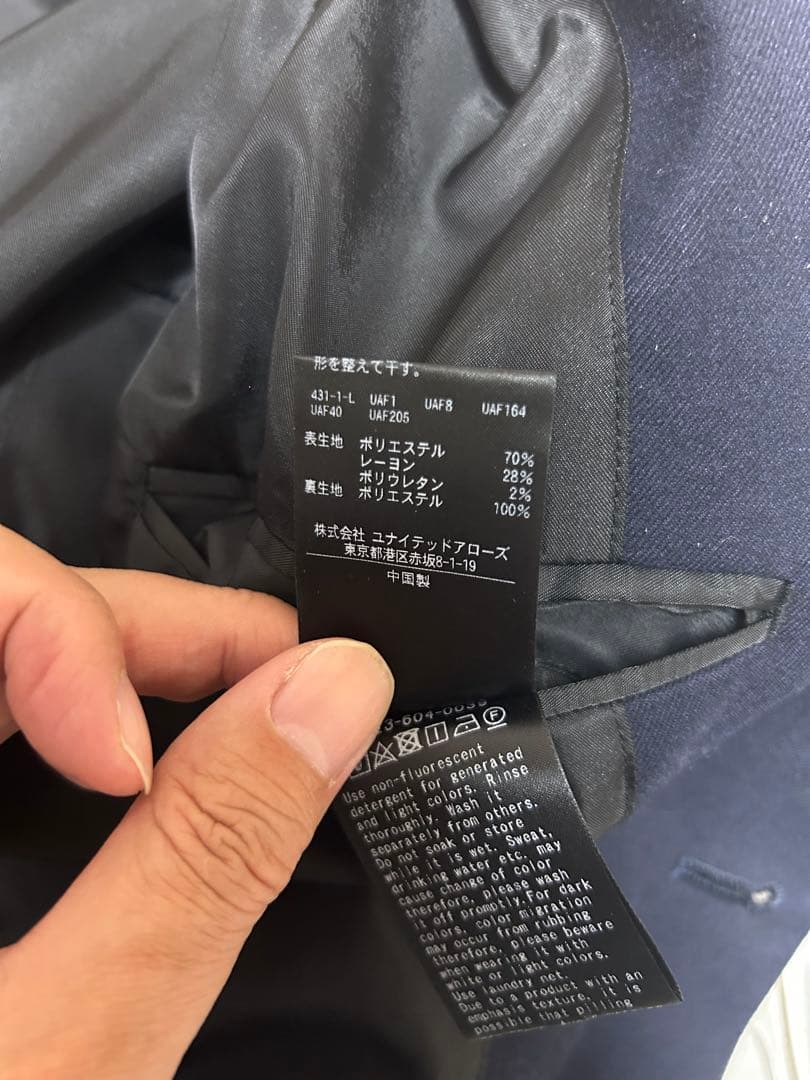 形を整えて干す。
431-1-L UAF1 UAF8 UAF164
UAF40 UAF205
表生地 ポリエステル 70%
レーヨン 28%
ポリウレタン 2%
裏生地 ポリエステル 100%
株式会社 ユナイテッドアローズ
東京都港区赤坂8-1-19
中国製
Use non-fluorescent
detergent for generated
and light colors. Rinse
thoroughly. Wash it
separately from others.
Do not soak or store
while it is wet. Sweat,
drinking water etc. may
cause change of color
therefore, please wash
it off promptly.For dark
colors, color migration
may occur from rubbing
therefore, please beware
when wearing it with
white or light colors.
Use laundry net.
Due to a product with an
emphasis texture, it is
possible that pilling